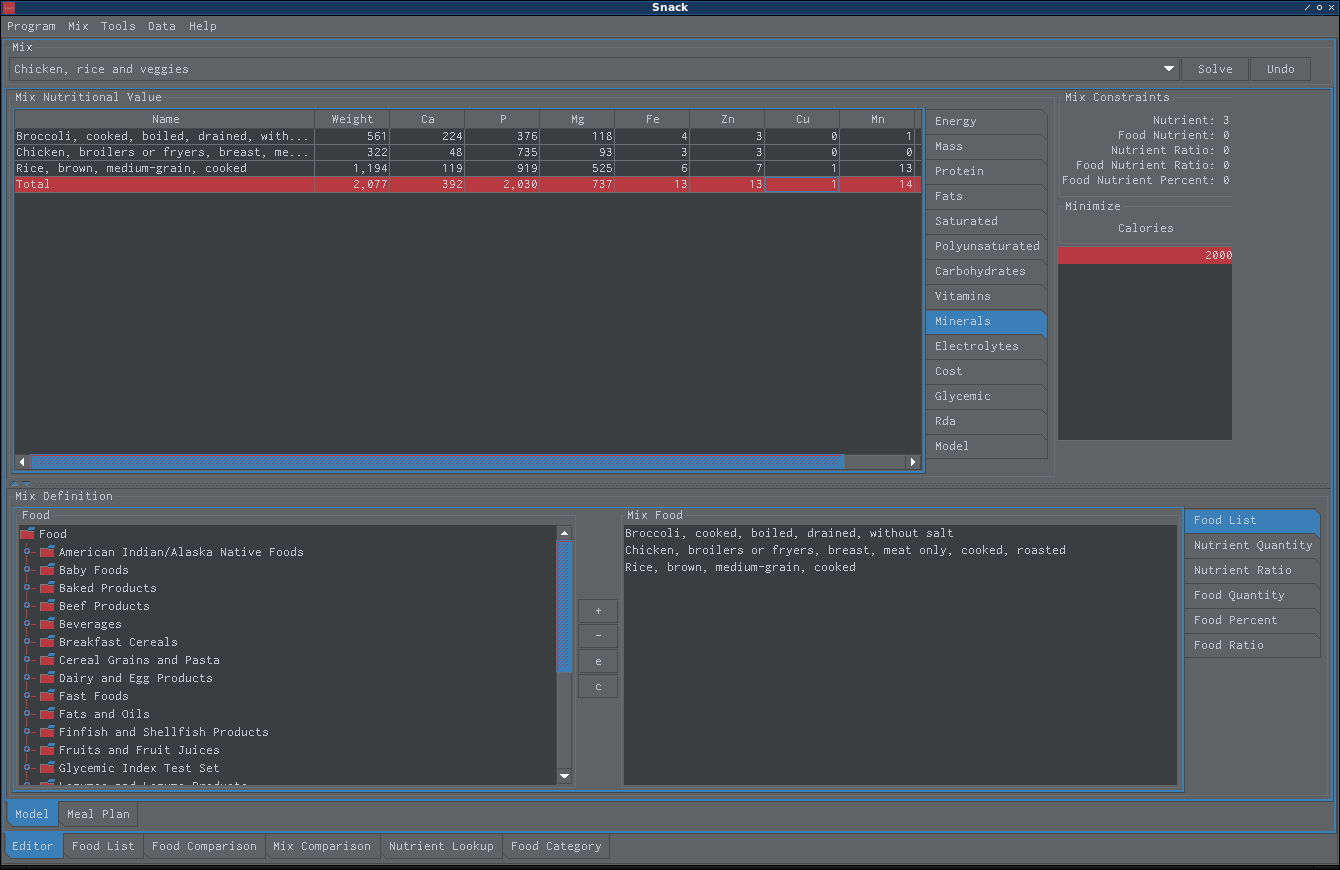 Snack
Program Mix Tools Data Help
Mix
Chicken, rice and veggies Solve Undo
Mix Nutritional Value
Name Weight Ca P Mg Fe Zn Cu Mn
Broccoli, cooked, boiled, drained, with... 561 224 376 118 4 3 0 1
Chicken, broilers or fryers, breast, me... 322 48 735 93 3 3 0 0
Rice, brown, medium-grain, cooked 1,194 119 919 525 6 7 1 13
Total 2,077 392 2,030 737 13 13 1 14
Energy
Mass
Protein
Fats
Saturated
Polyunsaturated
Carbohydrates
Vitamins
Minerals
Electrolytes
Cost
Glycemic
Rda
Model
Mix Constraints
Nutrient: 3
Food Nutrient: 0
Nutrient Ratio: 0
Food Nutrient Ratio: 0
Food Nutrient Percent: 0
Minimize
Calories
2000
Mix Definition
Food
Food
American Indian/Alaska Native Foods
Baby Foods
Baked Products
Beef Products
Beverages
Breakfast Cereals
Cereal Grains and Pasta
Dairy and Egg Products
Fast Foods
Fats and Oils
Finfish and Shellfish Products
Fruits and Fruit Juices
Glycemic Index Test Set
Legumes and Legume Products
+
-
e
c
Mix Food
Broccoli, cooked, boiled, drained, without salt
Chicken, broilers or fryers, breast, meat only, cooked, roasted
Rice, brown, medium-grain, cooked
Food List
Nutrient Quantity
Nutrient Ratio
Food Quantity
Food Percent
Food Ratio
Model Meal Plan
Editor Food List Food Comparison Mix Comparison Nutrient Lookup Food Category